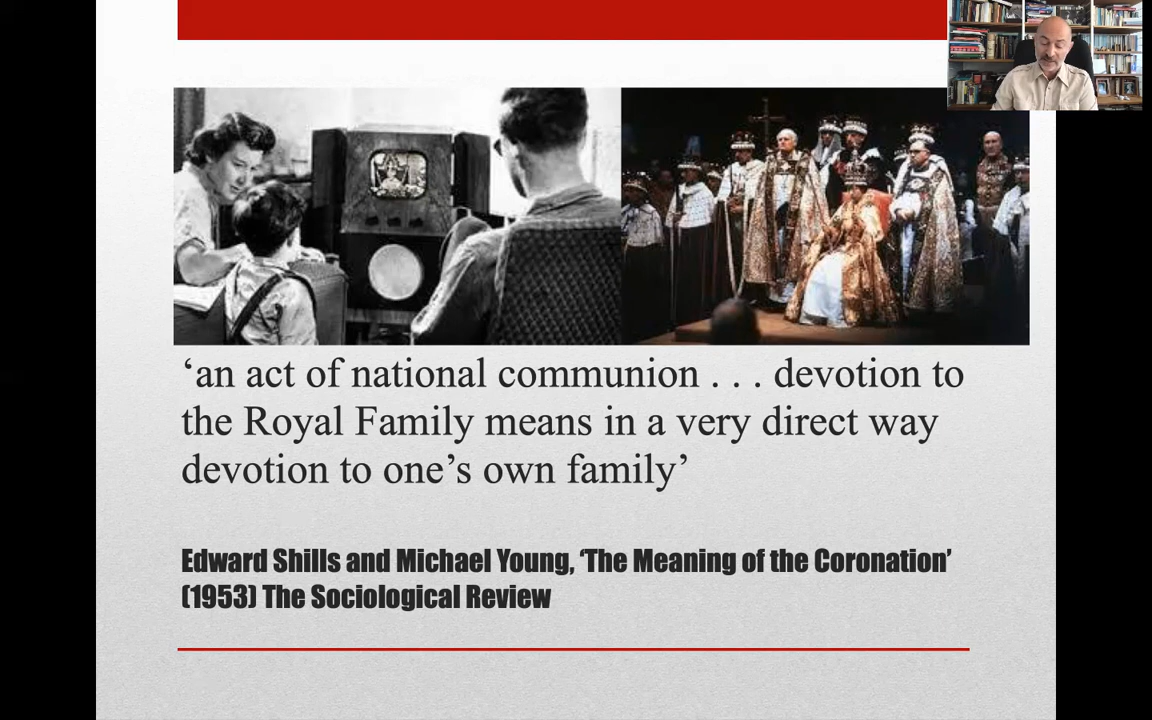 ‘an act of national communion . . . devotion to
the Royal Family means in a very direct way
devotion to one’s own family’
Edward Shills and Michael Young, ‘The Meaning of the Coronation’
(1953) The Sociological Review